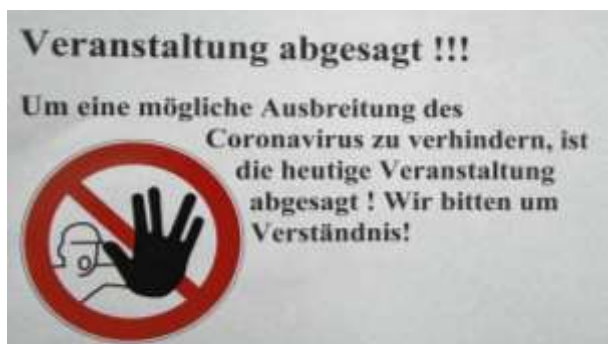 Veranstaltung abgesagt !!!
Um eine mögliche Ausbreitung des
Coronavirus zu verhindern, ist
die heutige Veranstaltung
abgesagt ! Wir bitten um
Verständnis!